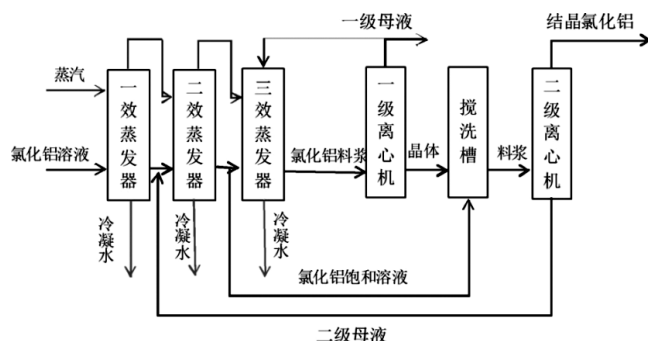 一级母液
结晶氯化铝
蒸汽
氯化铝溶液
一效蒸发器
二效蒸发器
三效蒸发器
氯化铝料浆
一级离心机
晶体
搅洗槽
料浆
二级离心机
冷凝水
冷凝水
冷凝水
氯化铝饱和溶液
二级母液